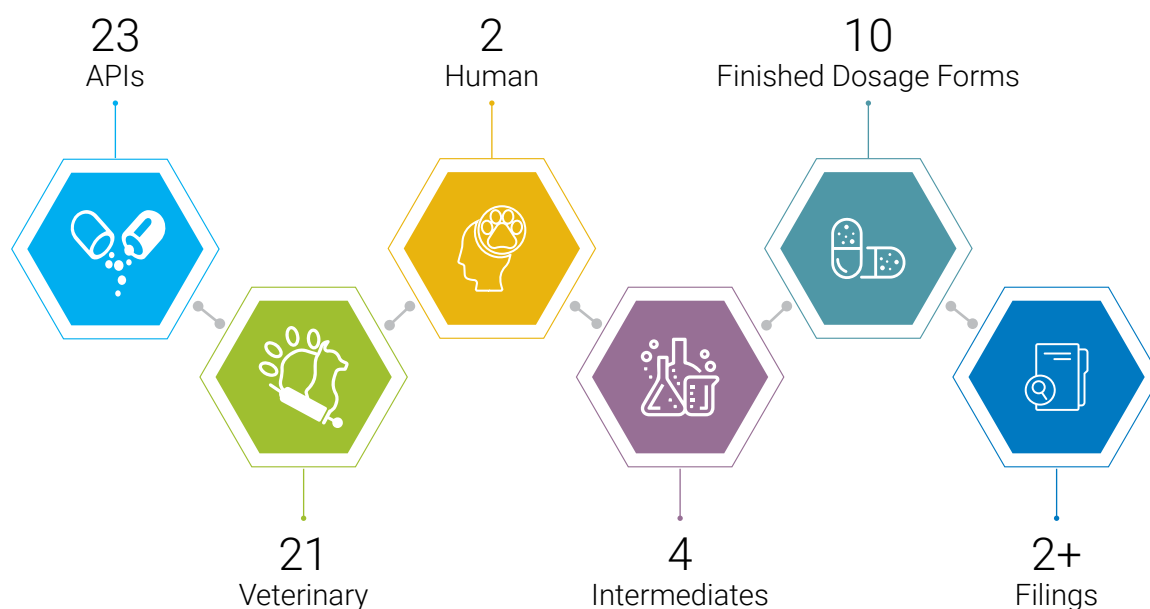 23
APIs
2
Human
10
Finished Dosage Forms
21
Veterinary
4
Intermediates
2+
Filings